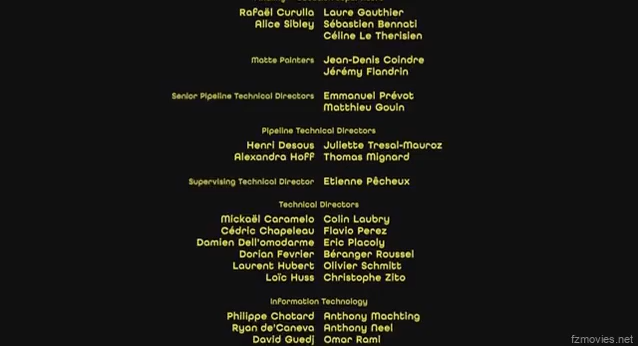 Rafaël Curulla Laure Gauthier
Alice Sibley Sébastien Bennati
Céline Le Therisien
Matte Painters Jean-Denis Coindre
Jérémy Flandrin
Senior Pipeline Technical Directors Emmanuel Prévot
Matthieu Gouin
Pipeline Technical Directors
Henri Desous Juliette Tresal-Mauroz
Alexandra Hoff Thomas Mignard
Supervising Technical Director Etienne Pêcheux
Technical Directors
Mickaël Caramelo Colin Laubry
Cédric Chapeleau Flavio Perez
Damien Dell'omodarme Eric Placoly
Dorian Fevrier Béranger Roussel
Laurent Hubert Olivier Schmitt
Loïc Huss Christophe Zito
Information Technology
Philippe Chotard Anthony Machting
Ryan de'Caneva Anthony Neel
David Guedj Omar Rami
fzmovies.net